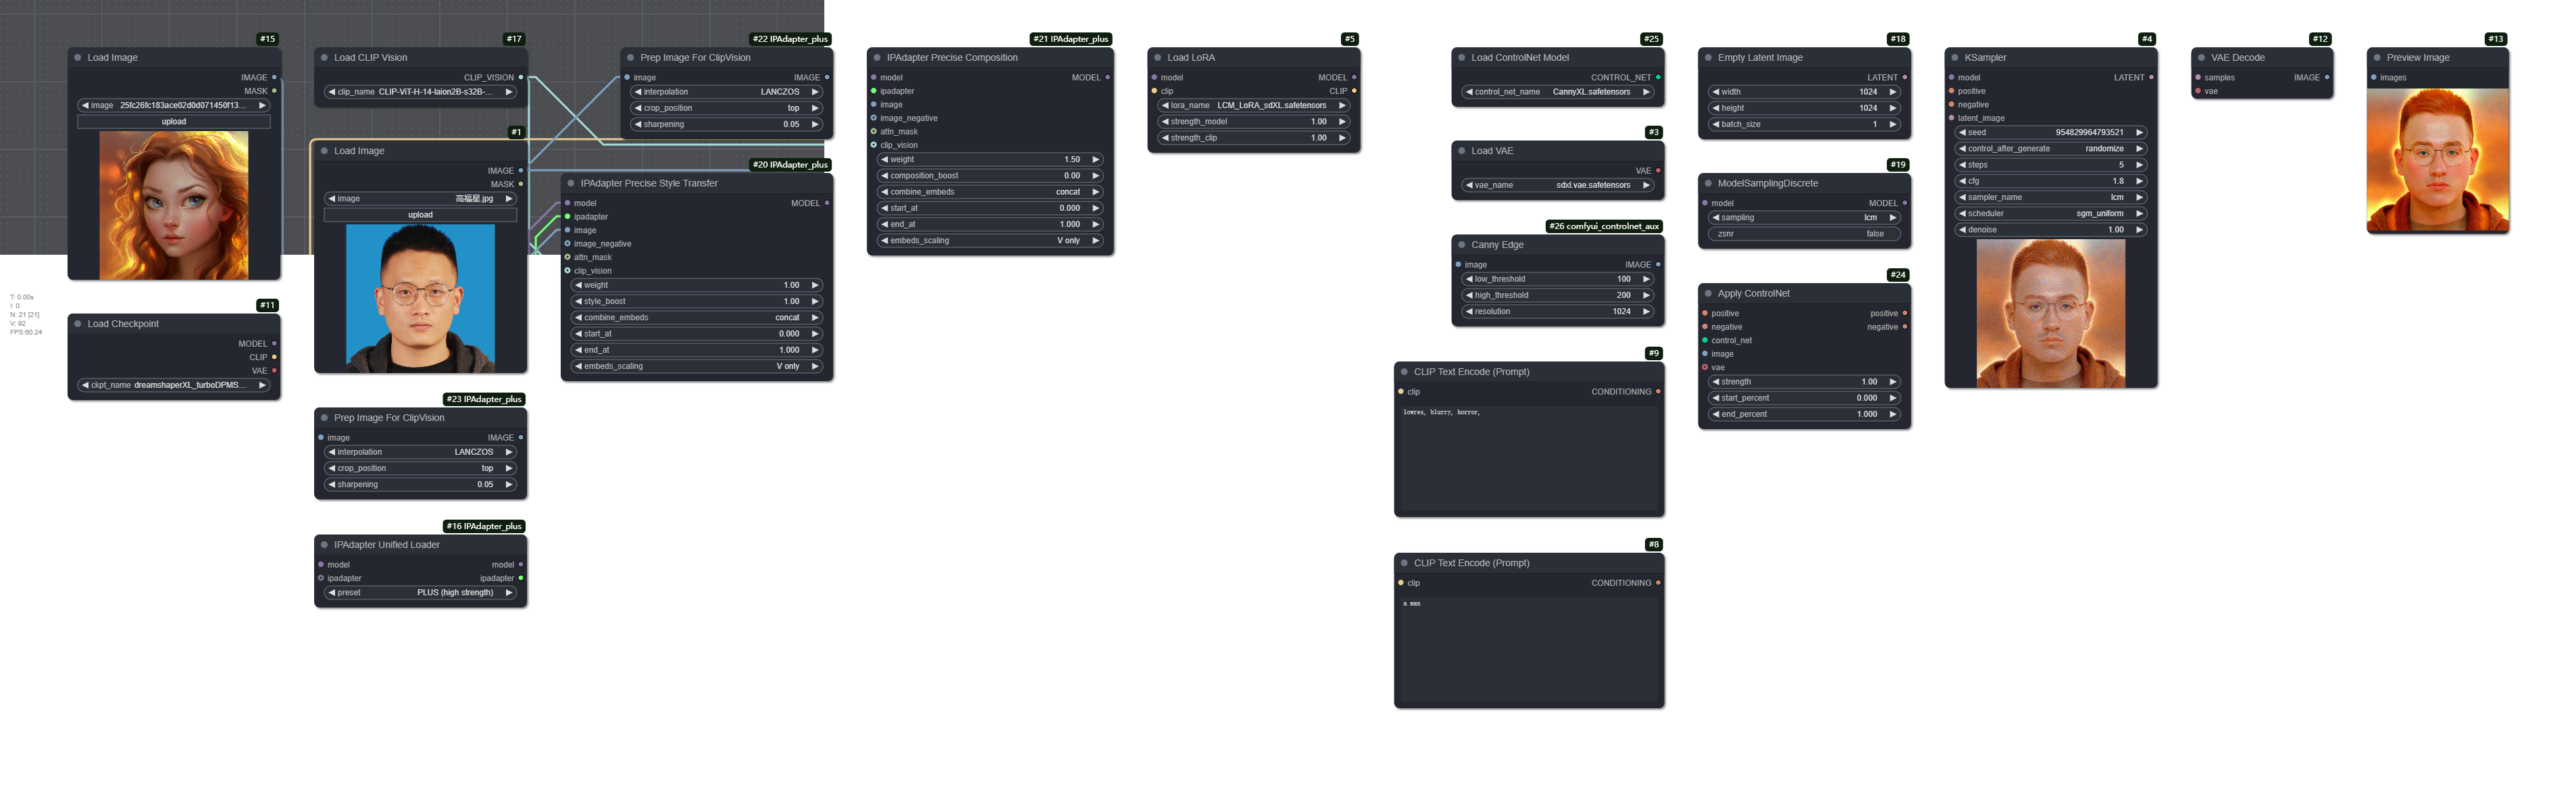 #15
Load Image
IMAGE
MASK
image 25fc26fc183ace02d0d071450f13...
upload
#11
Load Checkpoint
MODEL
CLIP
VAE
ckpt_name dreamshaperXL_turboDPMS...
T: 0.00s
I: 0
N: 21 [21]
V: 92
FPS:60.24
#17
Load CLIP Vision
CLIP_VISION
clip_name CLIP-ViT-H-14-laion2B-s32B-...
#1
Load Image
IMAGE
MASK
image 高福星.jpg
upload
#23 IPAdapter_plus
Prep Image For ClipVision
image IMAGE
interpolation LANCZOS
crop_position top
sharpening 0.05
#16 IPAdapter_plus
IPAdapter Unified Loader
model model
ipadapter ipadapter
preset PLUS (high strength)
#22 IPAdapter_plus
Prep Image For ClipVision
image IMAGE
interpolation LANCZOS
crop_position top
sharpening 0.05
#20 IPAdapter_plus
IPAdapter Precise Style Transfer
model MODEL
ipadapter
image
image_negative
attn_mask
clip_vision
weight 1.00
style_boost 1.00
combine_embeds concat
start_at 0.000
end_at 1.000
embeds_scaling V only
#21 IPAdapter_plus
IPAdapter Precise Composition
model MODEL
ipadapter
image
image_negative
attn_mask
clip_vision
weight 1.50
composition_boost 0.00
combine_embeds concat
start_at 0.000
end_at 1.000
embeds_scaling V only
#5
Load LoRA
model MODEL
clip CLIP
lora_name LCM_LoRA_sdXL.safetensors
strength_model 1.00
strength_clip 1.00
#25
Load ControlNet Model
CONTROL_NET
control_net_name CannyXL.safetensors
#3
Load VAE
VAE
vae_name sdxl.vae.safetensors
#26 comfyui_controlnet_aux
Canny Edge
image IMAGE
low_threshold 100
high_threshold 200
resolution 1024
#9
CLIP Text Encode (Prompt)
clip CONDITIONING
lowres, blurry, horror,
#8
CLIP Text Encode (Prompt)
clip CONDITIONING
a man
#18
Empty Latent Image
LATENT
width 1024
height 1024
batch_size 1
#19
ModelSamplingDiscrete
model MODEL
sampling lcm
zsnr false
#24
Apply ControlNet
positive positive
negative negative
control_net
image
vae
strength 1.00
start_percent 0.000
end_percent 1.000
#4
KSampler
model LATENT
positive
negative
latent_image
seed 954829964793521
control_after_generate randomize
steps 5
cfg 1.8
sampler_name lcm
scheduler sgm_uniform
denoise 1.00
#12
VAE Decode
samples IMAGE
vae
#13
Preview Image
images